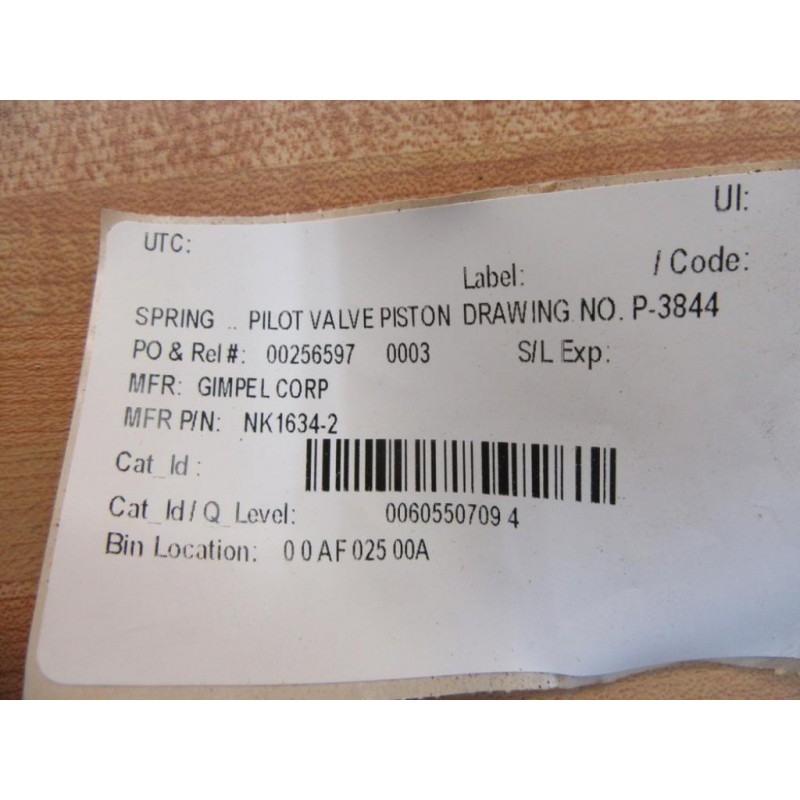 UI:
UTC:
Label: / Code:
SPRING .. PILOT VALVE PISTON DRAWING NO. P-3844
PO & Rel #: 00256597 0003 S/L Exp:
MFR: GIMPEL CORP
MFR P/N: NK1634-2
Cat_Id :
Cat_Id / Q_Level: 0060550709 4
Bin Location: 0 0 AF 025 00A